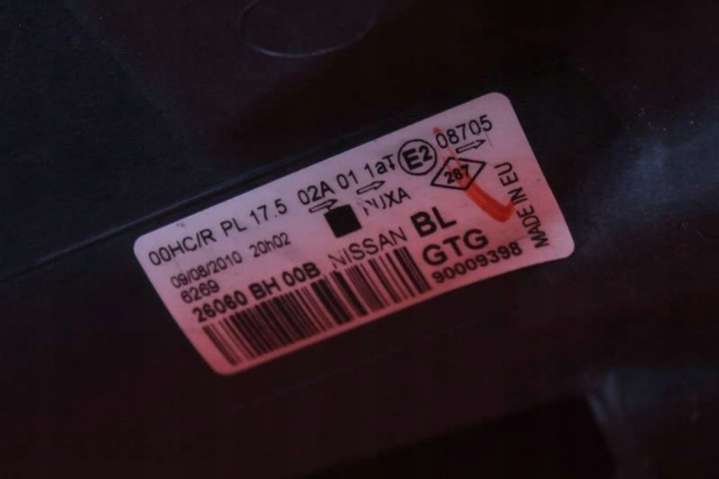 00HC/R PL 17.5 02A 01 1aT E2 08705
287
09/08/2010 20h02
6269
26060 BH 00B NISSAN BL
GTG
90009398
MADE IN EU